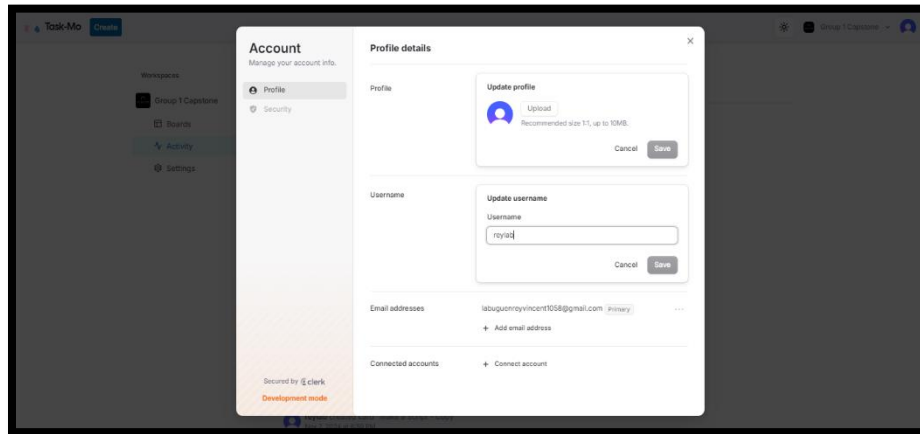 Task-Mo Create
Group 1 Capstone
Workspaces
Group 1 Capstone
Boards
Activity
Settings
Account
Manage your account info.
Profile
Security
Secured by clerk
Development mode
Profile details
Profile
Update profile
Upload
Recommended size 1:1, up to 10MB.
Cancel Save
Username
Update username
Username
reylab
Cancel Save
Email addresses
labuguenreyvincent1058@gmail.com Primary
+ Add email address
Connected accounts
+ Connect account